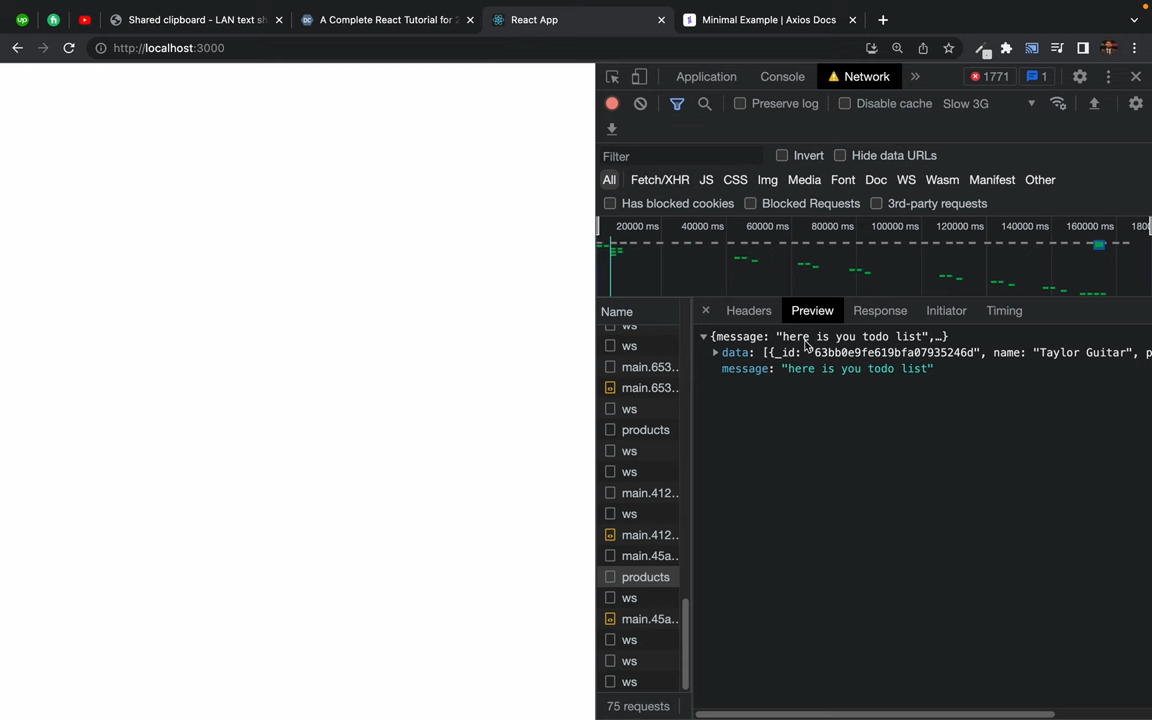 up fi Shared clipboard - LAN text sh × DC A Complete React Tutorial for 2 × React App × Minimal Example | Axios Docs × +
http://localhost:3000
Application Console Network » 1771 1
Preserve log Disable cache Slow 3G
Filter Invert Hide data URLs
All Fetch/XHR JS CSS Img Media Font Doc WS Wasm Manifest Other
Has blocked cookies Blocked Requests 3rd-party requests
20000 ms 40000 ms 60000 ms 80000 ms 100000 ms 120000 ms 140000 ms 160000 ms 1800
Name × Headers Preview Response Initiator Timing
ws
ws
main.653...
main.653...
ws
products
ws
ws
main.412...
ws
main.412...
main.45a...
products
ws
main.45a...
ws
ws
ws
75 requests
{message: "here is you todo list",…}
data: [{_id: "63bb0e9fe619bfa07935246d", name: "Taylor Guitar", p
message: "here is you todo list"